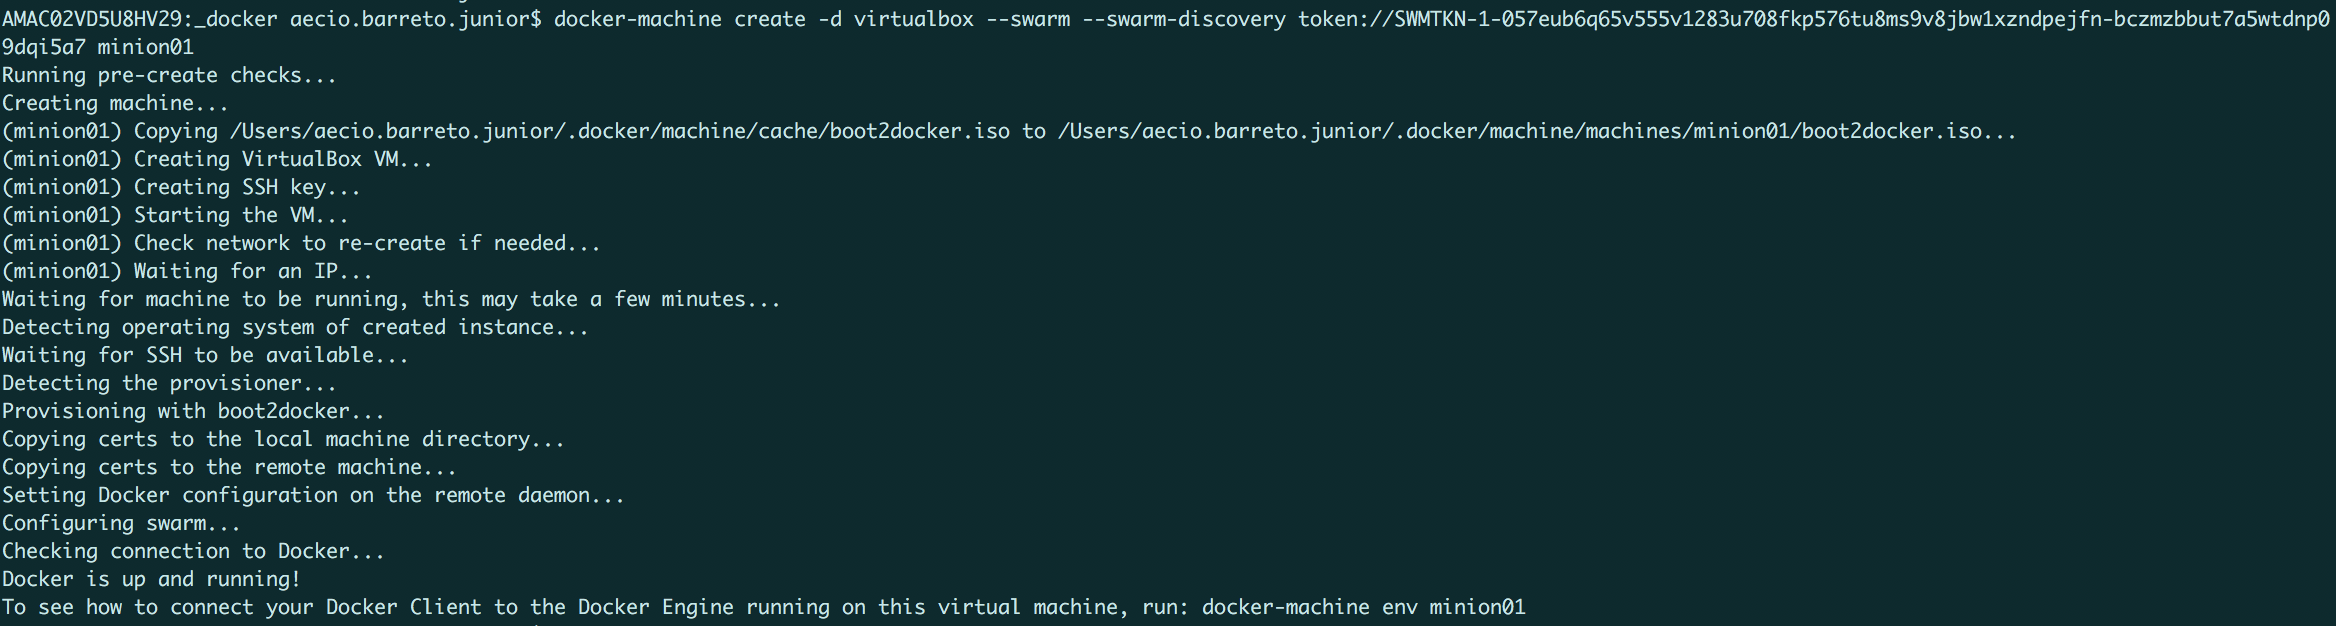 AMAC02VD5U8HV29:_docker aecio.barreto.junior$ docker-machine create -d virtualbox --swarm --swarm-discovery token://SWMTKN-1-057eub6q65v555v1283u708fkp576tu8ms9v8jbw1xzndpejfn-bczmzbbut7a5wtdnp0
9dqi5a7 minion01
Running pre-create checks...
Creating machine...
(minion01) Copying /Users/aecio.barreto.junior/.docker/machine/cache/boot2docker.iso to /Users/aecio.barreto.junior/.docker/machine/machines/minion01/boot2docker.iso...
(minion01) Creating VirtualBox VM...
(minion01) Creating SSH key...
(minion01) Starting the VM...
(minion01) Check network to re-create if needed...
(minion01) Waiting for an IP...
Waiting for machine to be running, this may take a few minutes...
Detecting operating system of created instance...
Waiting for SSH to be available...
Detecting the provisioner...
Provisioning with boot2docker...
Copying certs to the local machine directory...
Copying certs to the remote machine...
Setting Docker configuration on the remote daemon...
Configuring swarm...
Checking connection to Docker...
Docker is up and running!
To see how to connect your Docker Client to the Docker Engine running on this virtual machine, run: docker-machine env minion01